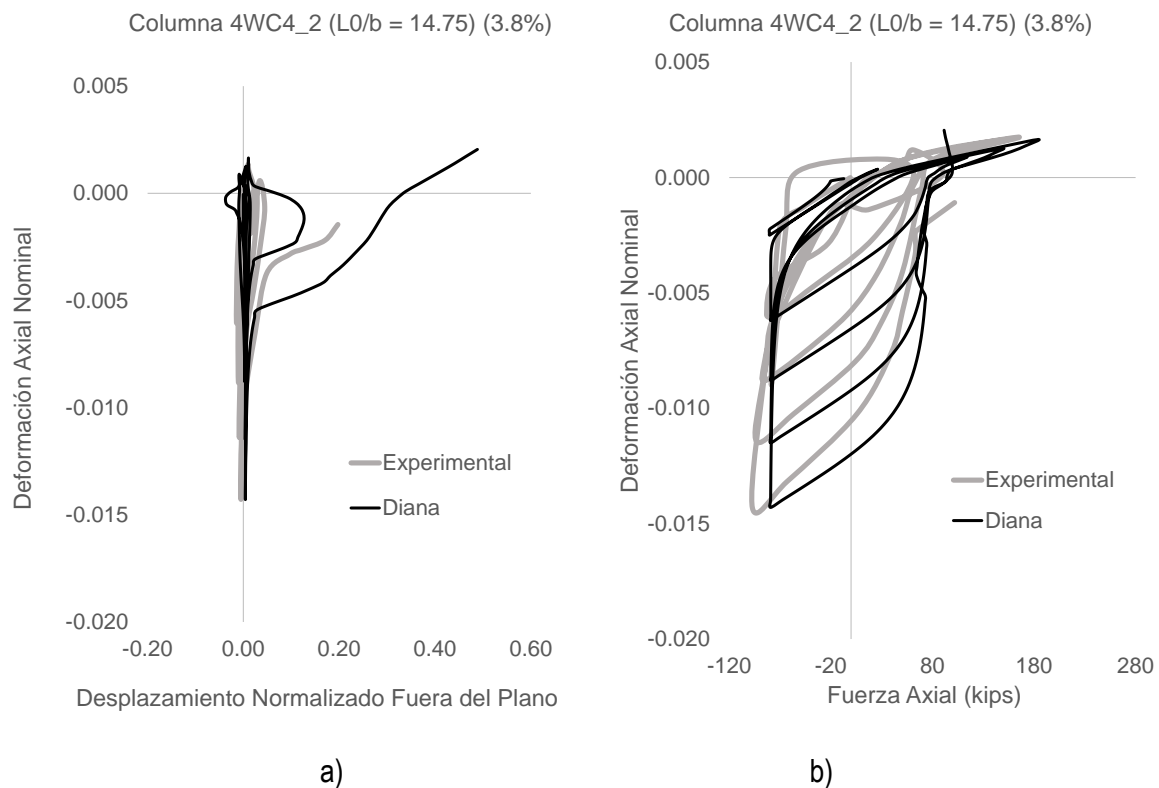 Columna 4WC4_2 (L0/b = 14.75) (3.8%)
0.005
0.000
-0.005
-0.010
-0.015
-0.020
-0.20
0.00
0.20
0.40
0.60
Deformación Axial Nominal
Desplazamiento Normalizado Fuera del Plano
Experimental
Diana
a)
Columna 4WC4_2 (L0/b = 14.75) (3.8%)
0.005
0.000
-0.005
-0.010
-0.015
-0.020
-120
-20
80
180
280
Deformación Axial Nominal
Fuerza Axial (kips)
Experimental
Diana
b)